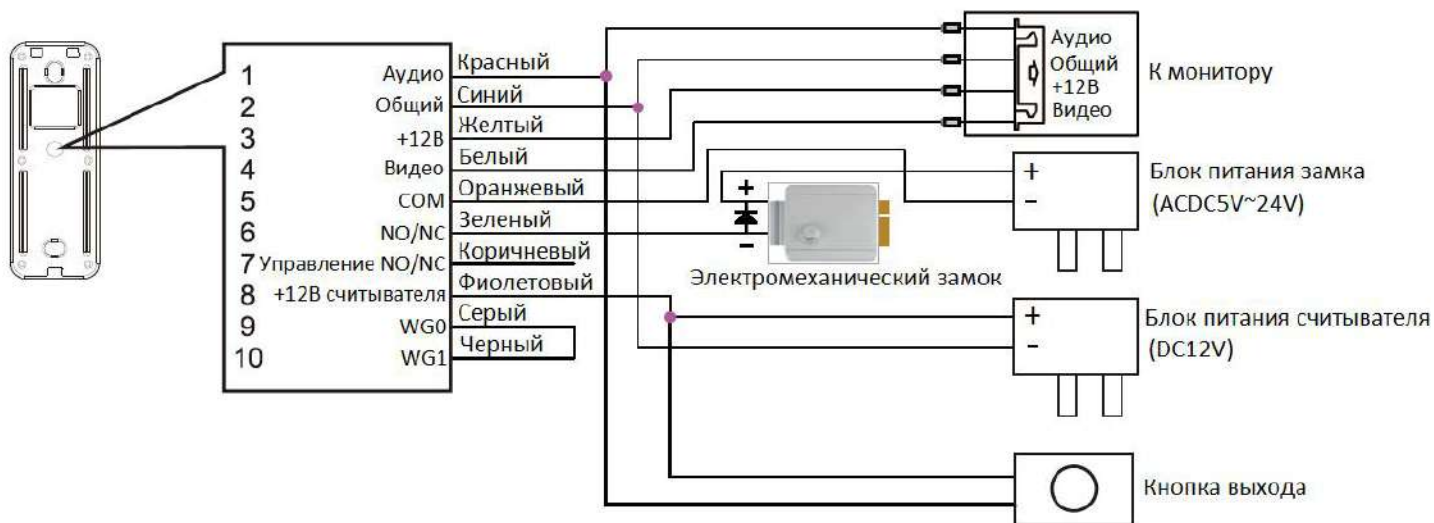 1 Аудио Красный
2 Общий Синий
3 +12В Желтый
4 Видео Белый
5 COM Оранжевый
6 NO/NC Зеленый
7 Управление NO/NC Коричневый
8 +12В считывателя Фиолетовый
9 WG0 Серый
10 WG1 Черный
+
-
Электромеханический замок
Аудио
Общий
+12В
Видео
К монитору
+
-
Блок питания замка
(ACDC5V~24V)
+
-
Блок питания считывателя
(DC12V)
Кнопка выхода